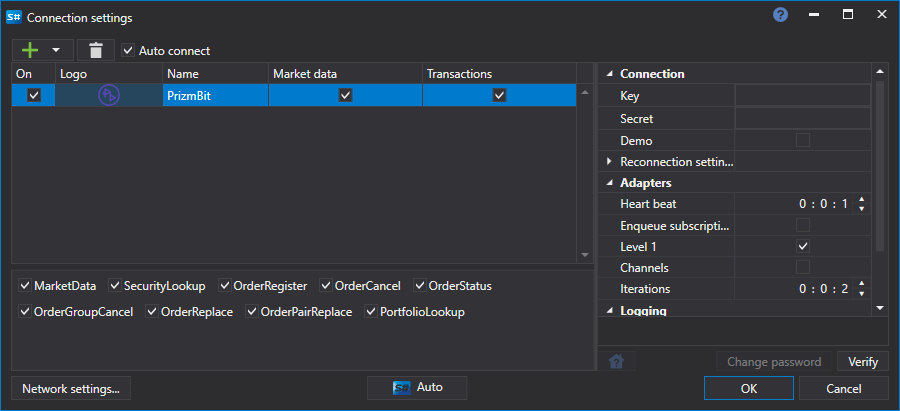 S# Connection settings ?
Auto connect
On Logo Name Market data Transactions
PrizmBit
MarketData SecurityLookup OrderRegister OrderCancel OrderStatus
OrderGroupCancel OrderReplace OrderPairReplace PortfolioLookup
Connection
Key
Secret
Demo
Reconnection settin...
Adapters
Heart beat 0 : 0 : 1
Enqueue subscripti...
Level 1
Channels
Iterations 0 : 0 : 2
Logging
Change password Verify
Network settings... S# Auto OK Cancel